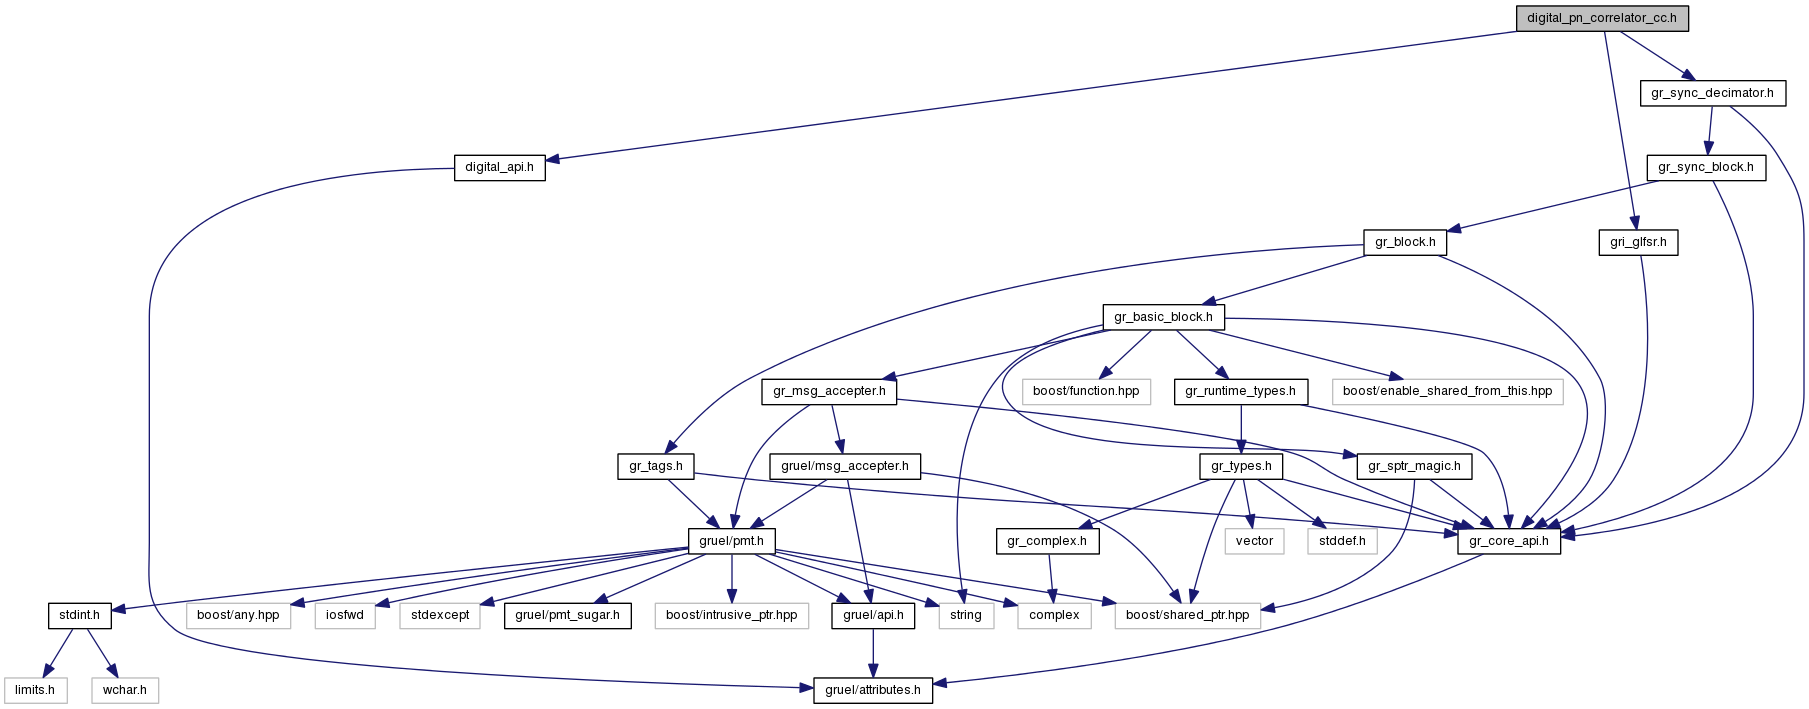 digital_pn_correlator_cc.h
gr_sync_decimator.h
digital_api.h
gr_sync_block.h
gr_block.h
gri_glfsr.h
gr_basic_block.h
gr_msg_accepter.h
boost/function.hpp
gr_runtime_types.h
boost/enable_shared_from_this.hpp
gr_tags.h
gruel/msg_accepter.h
gr_types.h
gr_sptr_magic.h
gruel/pmt.h
gr_complex.h
vector
stddef.h
gr_core_api.h
stdint.h
boost/any.hpp
iosfwd
stdexcept
gruel/pmt_sugar.h
boost/intrusive_ptr.hpp
gruel/api.h
string
complex
boost/shared_ptr.hpp
limits.h
wchar.h
gruel/attributes.h